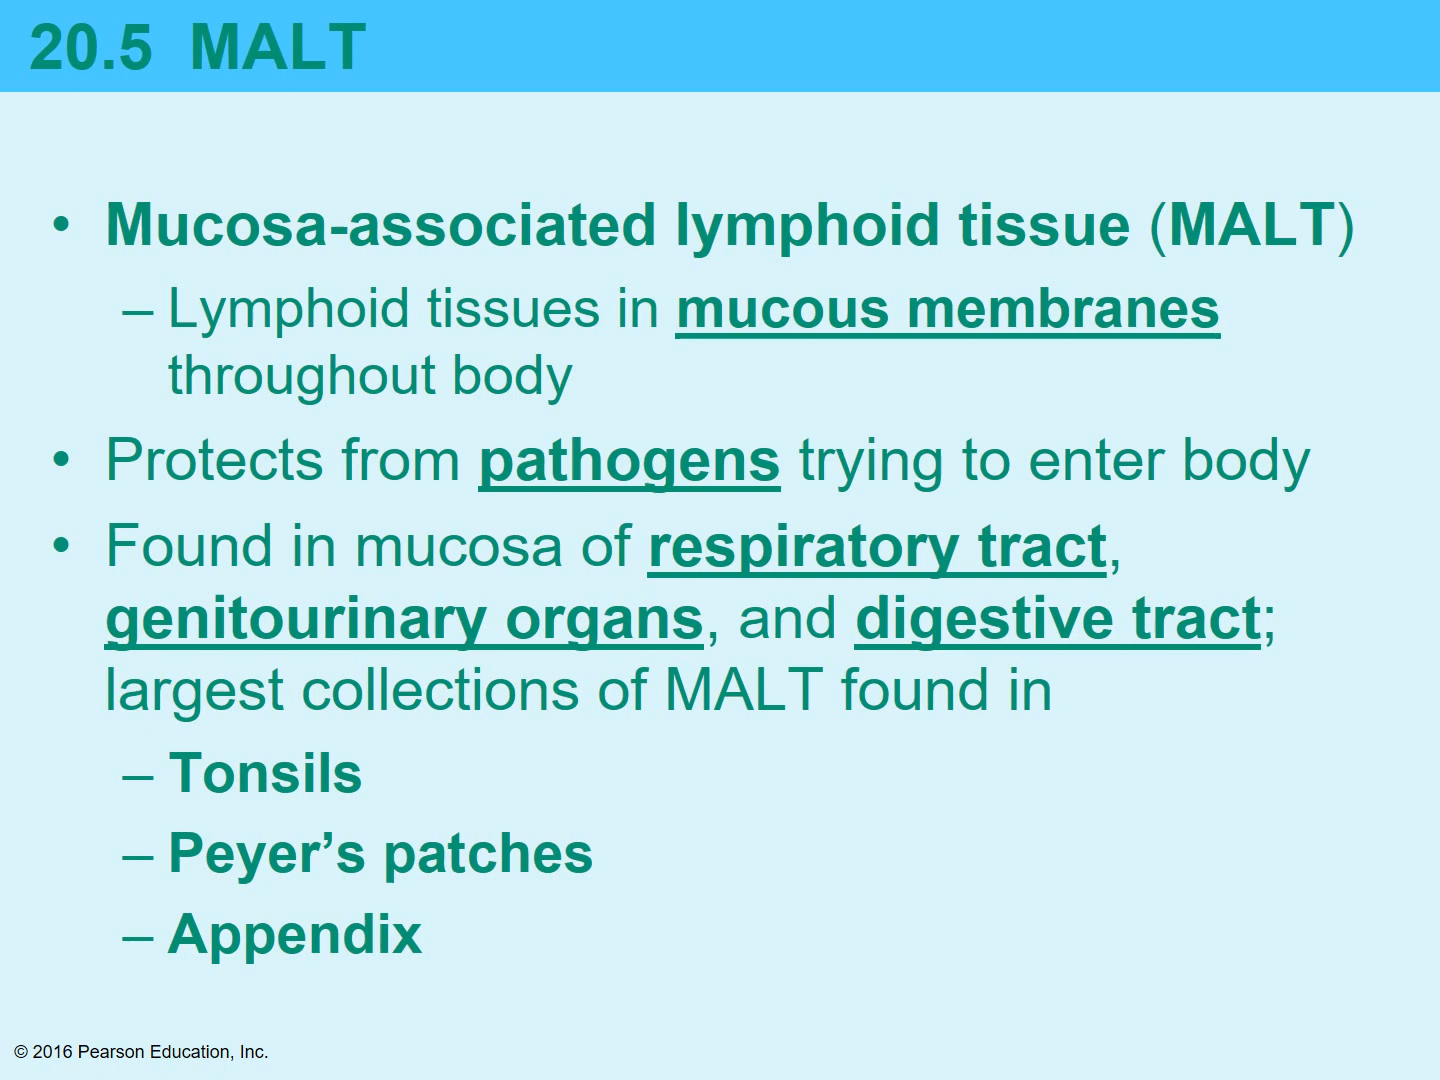 20.5 MALT
• Mucosa-associated lymphoid tissue (MALT)
– Lymphoid tissues in mucous membranes
throughout body
• Protects from pathogens trying to enter body
• Found in mucosa of respiratory tract,
genitourinary organs, and digestive tract;
largest collections of MALT found in
– Tonsils
– Peyer’s patches
– Appendix
© 2016 Pearson Education, Inc.